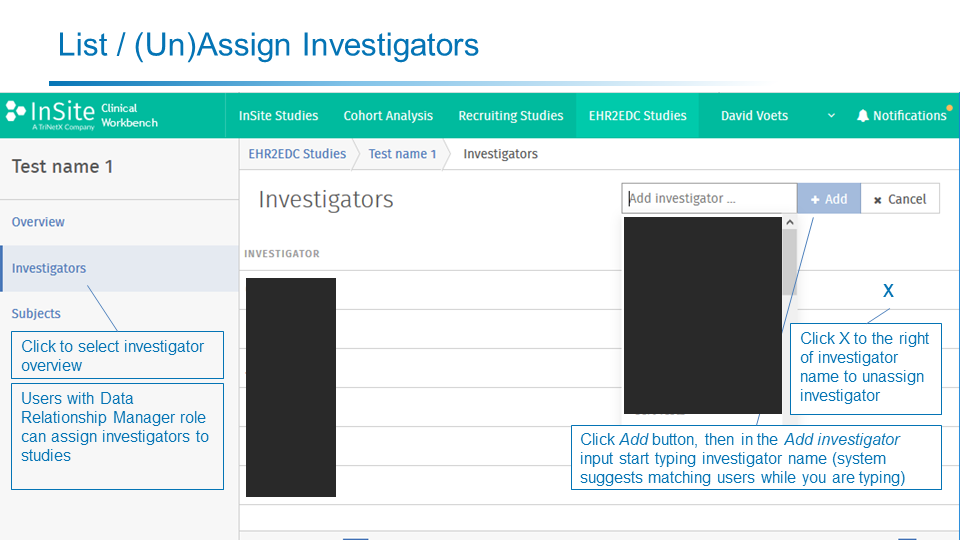 List / (Un)Assign Investigators
InSite Clinical
A TriNetX Company Workbench
InSite Studies Cohort Analysis Recruiting Studies EHR2EDC Studies David Voets Notifications
Test name 1
EHR2EDC Studies Test name 1 Investigators
Investigators
Add investigator ... + Add × Cancel
Overview
INVESTIGATOR
Investigators
X
Subjects
Click to select investigator
overview
Users with Data
Relationship Manager role
can assign investigators to
studies
Click X to the right
of investigator
name to unassign
investigator
Click Add button, then in the Add investigator
input start typing investigator name (system
suggests matching users while you are typing)